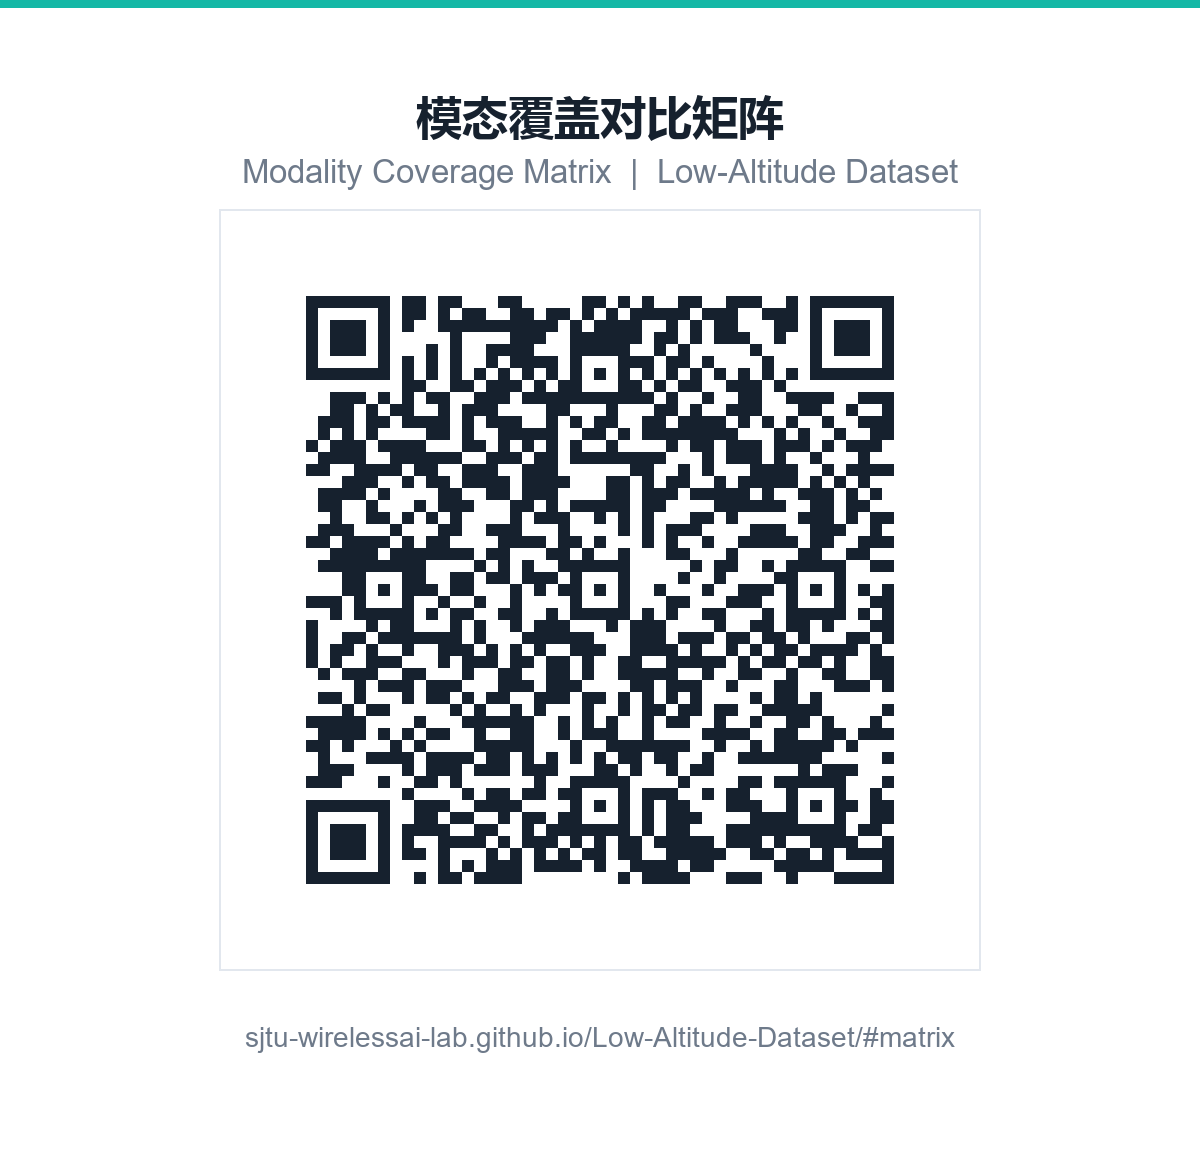 模态覆盖对比矩阵
Modality Coverage Matrix | Low-Altitude Dataset
sjtu-wirelessai-lab.github.io/Low-Altitude-Dataset/#matrix